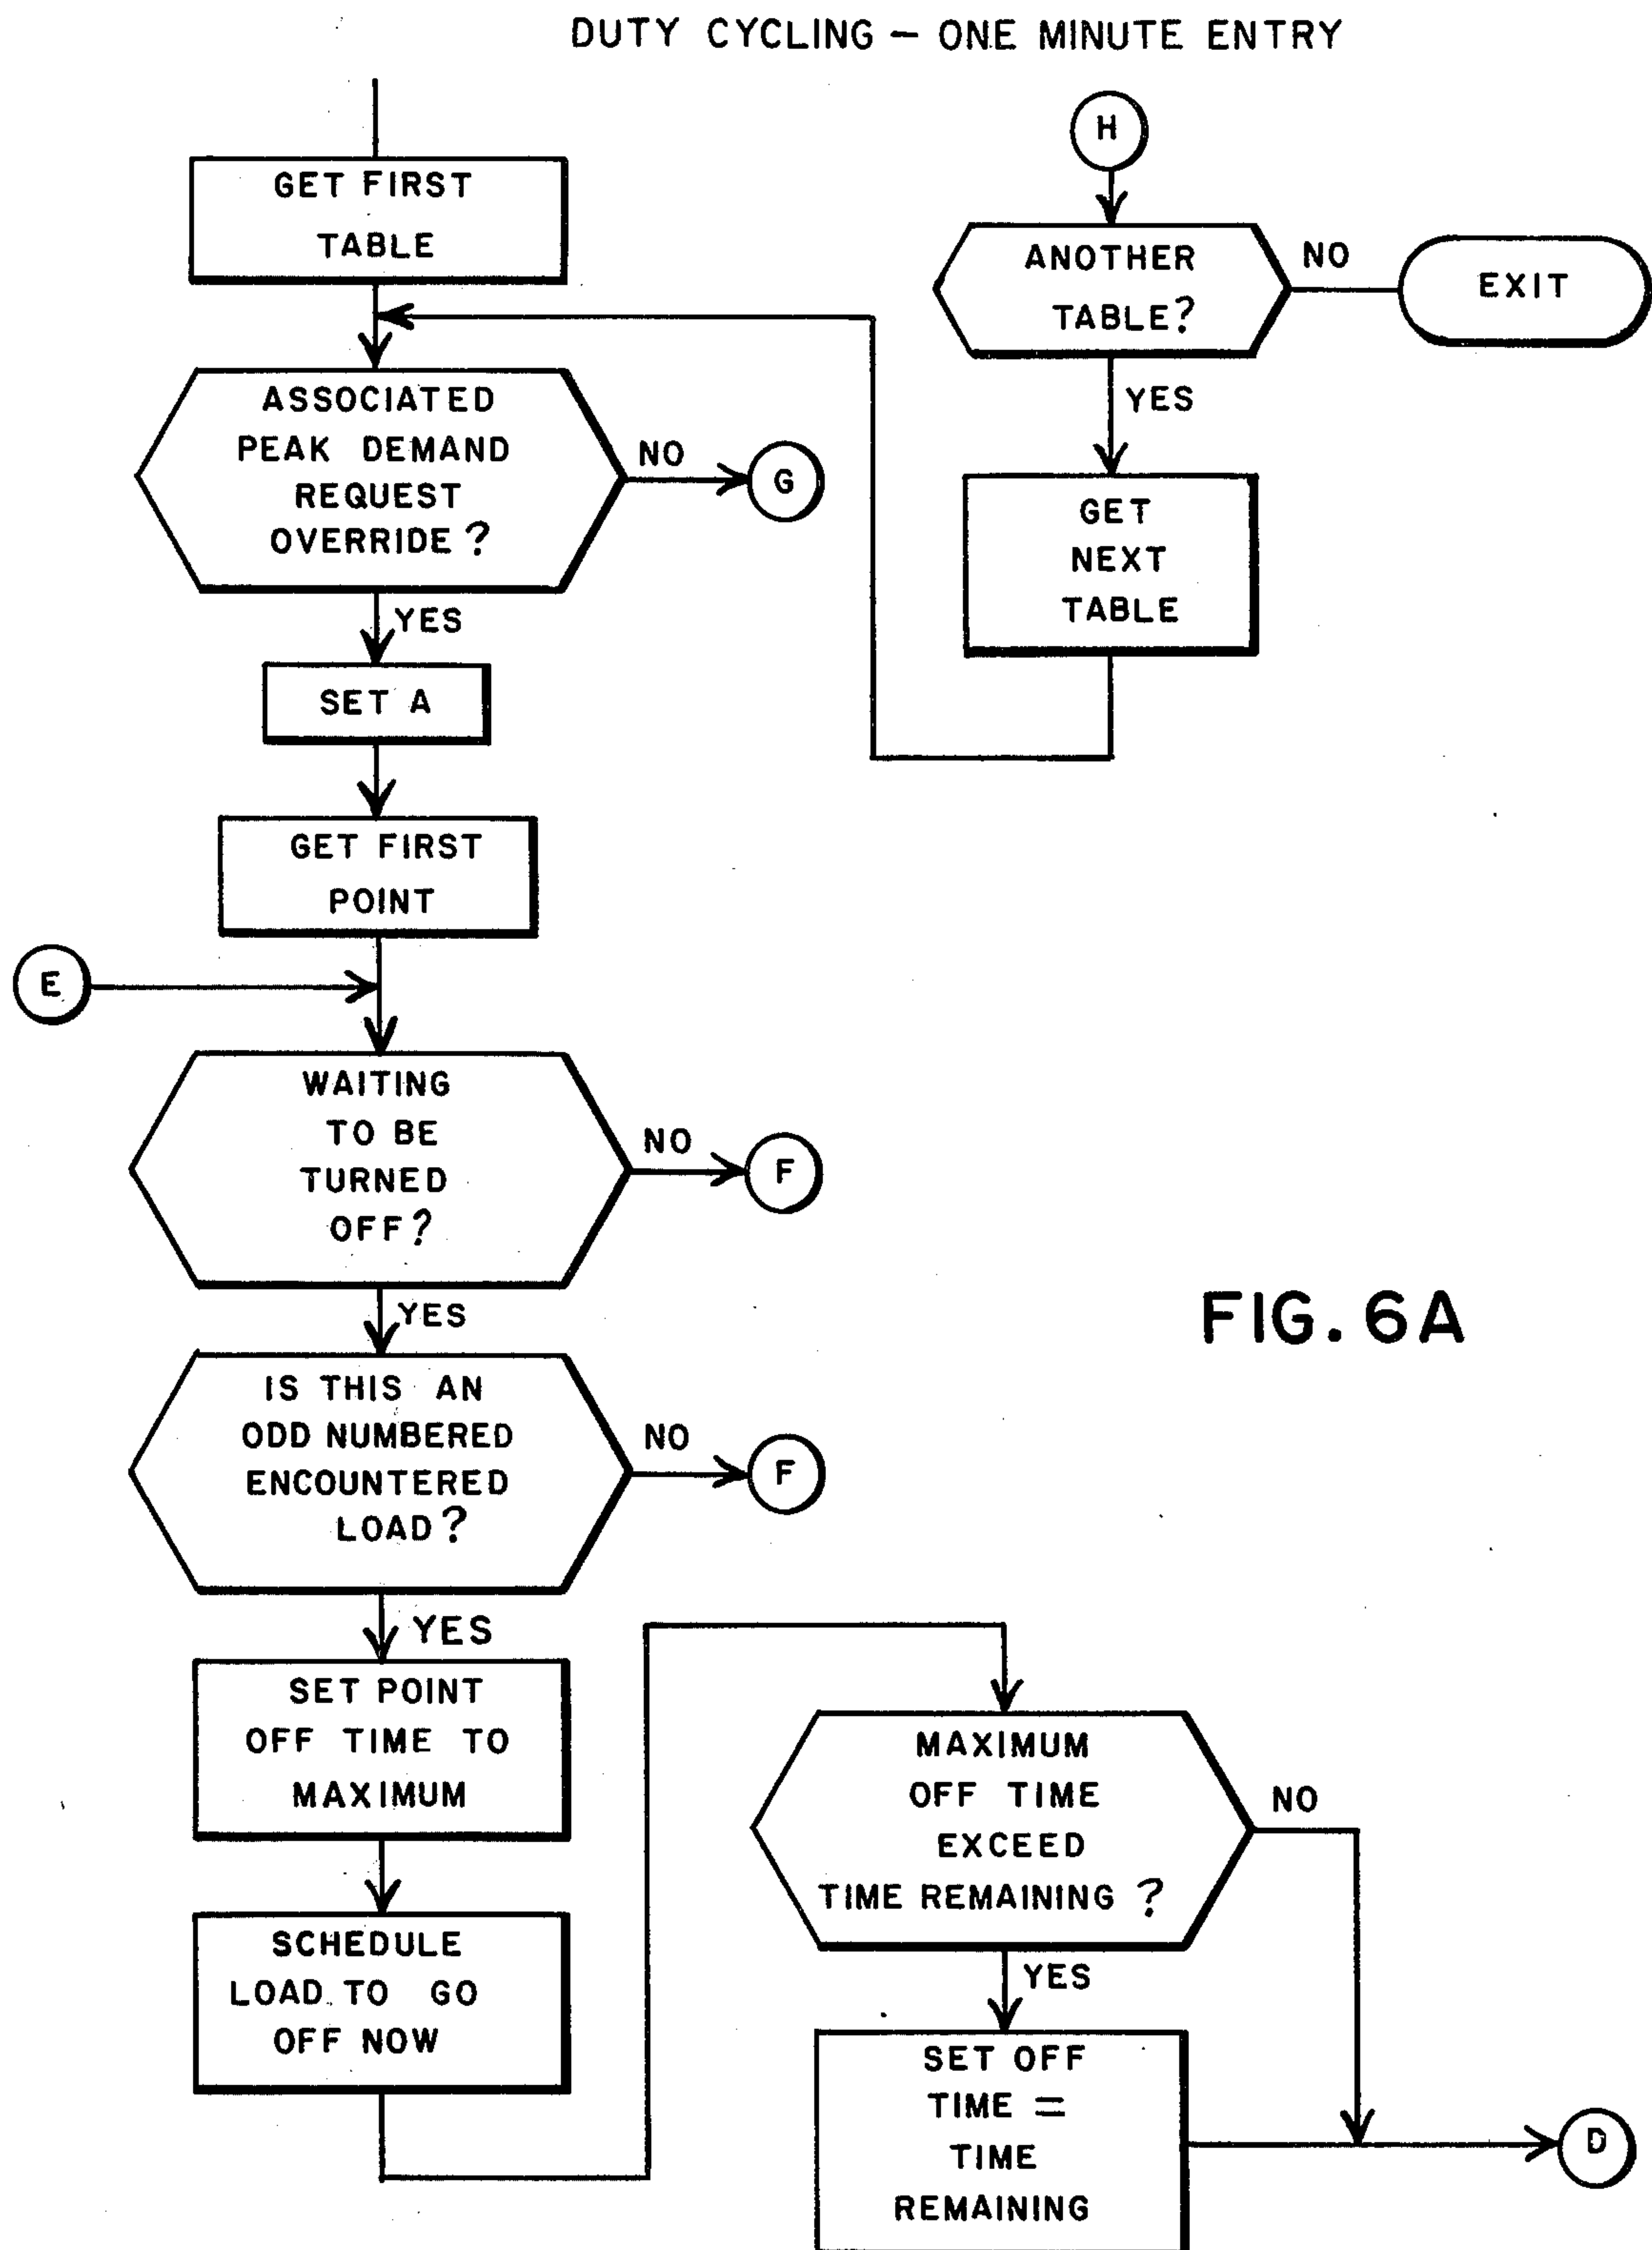 DUTY CYCLING — ONE MINUTE ENTRY
GET FIRST
TABLE
ASSOCIATED
PEAK DEMAND
REQUEST
OVERRIDE?
NO
G
YES
SET A
GET FIRST
POINT
E
WAITING
TO BE
TURNED
OFF?
NO
F
YES
IS THIS AN
ODD NUMBERED
ENCOUNTERED
LOAD?
NO
F
YES
SET POINT
OFF TIME TO
MAXIMUM
SCHEDULE
LOAD TO GO
OFF NOW
H
ANOTHER
TABLE?
NO
EXIT
YES
GET
NEXT
TABLE
FIG. 6A
MAXIMUM
OFF TIME
EXCEED
TIME REMAINING ?
NO
YES
SET OFF
TIME =
TIME
REMAINING
D